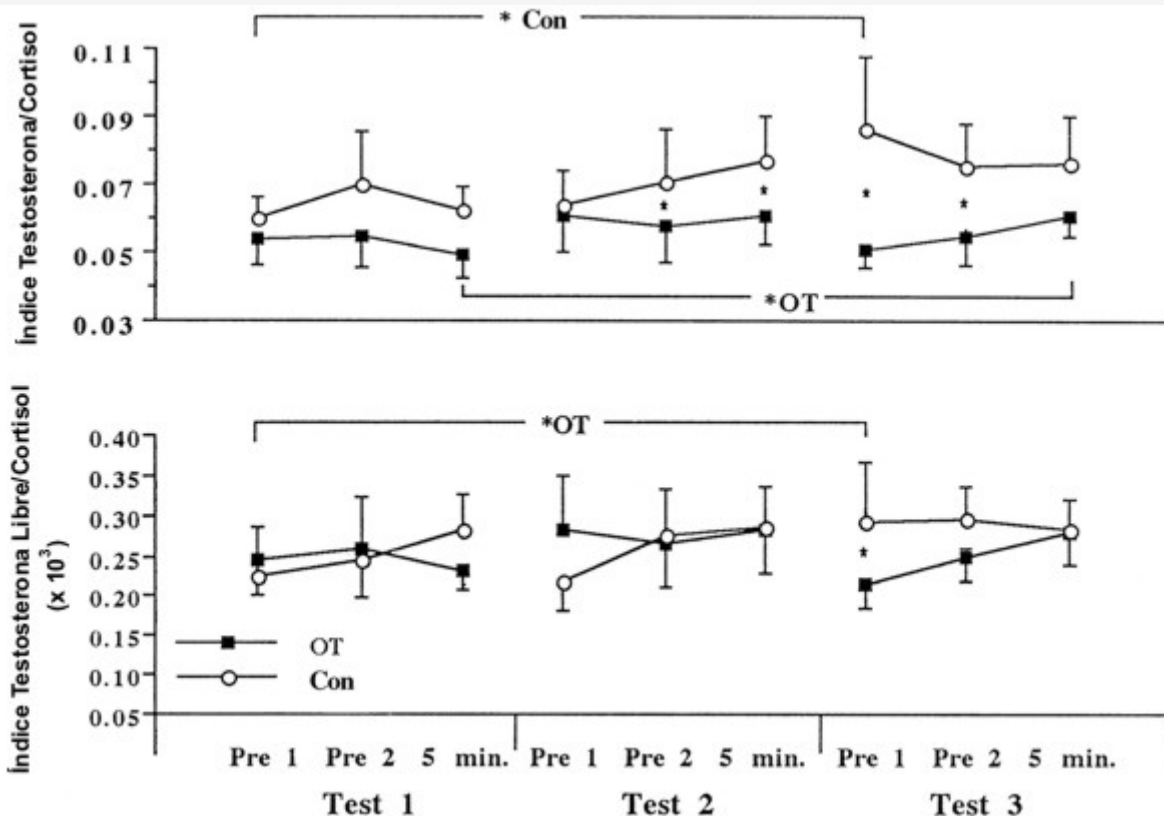 * Con
Índice Testosterona/Cortisol
0.11
0.09
0.07
0.05
0.03
*
*
*
*
*OT
*OT
Índice Testosterona Libre/Cortisol
(x 10³)
0.40
0.35
0.30
0.25
0.20
0.15
0.10
0.05
*
OT
Con
Pre 1 Pre 2 5 min. Pre 1 Pre 2 5 min. Pre 1 Pre 2 5 min.
Test 1 Test 2 Test 3